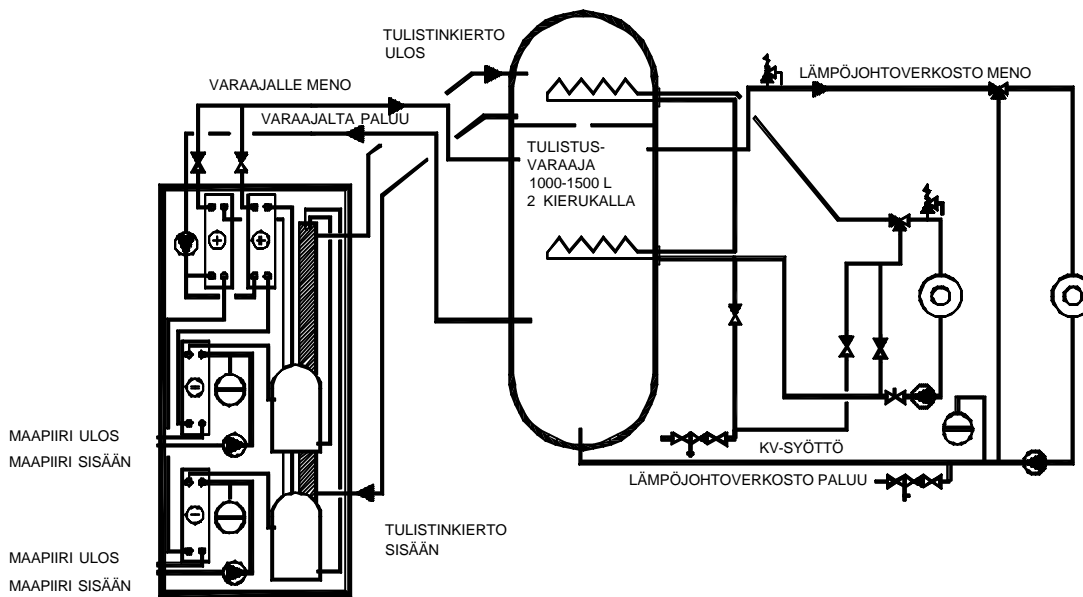 TULISTINKIERTO
ULOS
VARAAJALLE MENO
LÄMPÖJOHTOVERKOSTO MENO
VARAAJALTA PALUU
TULISTUS-
VARAAJA
1000-1500 L
2 KIERUKALLA
MAAPIIRI ULOS
MAAPIIRI SISÄÄN
KV-SYÖTTÖ
LÄMPÖJOHTOVERKOSTO PALUU
TULISTINKIERTO
SISÄÄN
MAAPIIRI ULOS
MAAPIIRI SISÄÄN